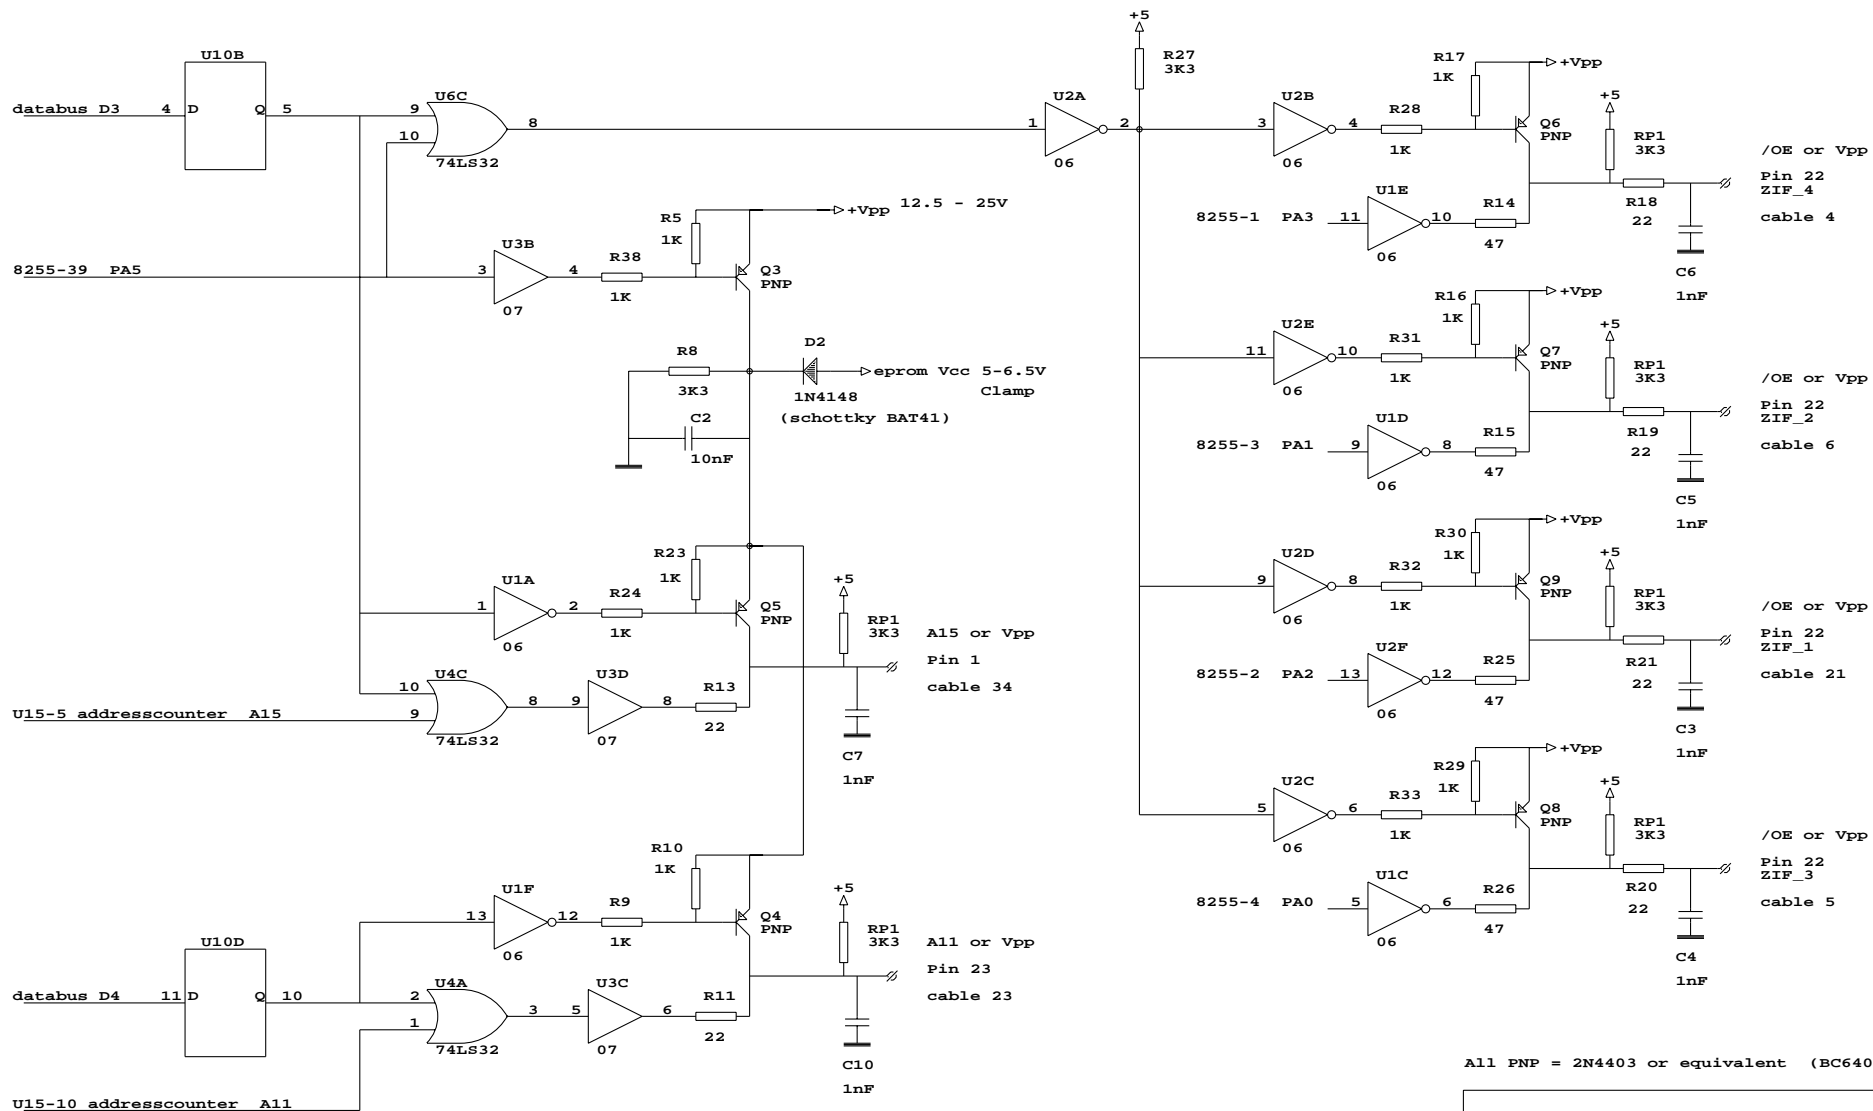 U10B
databus D3
4 D
Q 5
9 U6C
10
8
74LS32
8255-39 PA5
U3B
3
4
07
R38
1K
R5
1K
+Vpp 12.5 - 25V
Q3
PNP
R8
3K3
D2
1N4148
(schottky BAT41)
eprom Vcc 5-6.5V
Clamp
C2
10nF
U1A
1
2
06
R24
1K
R23
1K
Q5
PNP
+5
RP1
3K3
A15 or Vpp
Pin 1
cable 34
U4C
10
9
8
74LS32
U15-5 addresscounter A15
U3D
9
8
07
R13
22
C7
1nF
U1F
13
12
06
R9
1K
R10
1K
Q4
PNP
+5
RP1
3K3
A11 or Vpp
Pin 23
cable 23
U10D
databus D4
11 D
Q 10
U4A
2
1
3
74LS32
U3C
5
6
07
R11
22
C10
1nF
U15-10 addresscounter A11
+5
R27
3K3
U2A
1
2
06
U2B
3
4
06
R28
1K
R17
1K
+Vpp
Q6
PNP
+5
RP1
3K3
/OE or Vpp
Pin 22
ZIF_4
cable 4
8255-1 PA3
U1E
11
10
06
R14
47
R18
22
C6
1nF
U2E
11
10
06
R31
1K
R16
1K
+Vpp
Q7
PNP
+5
RP1
3K3
/OE or Vpp
Pin 22
ZIF_2
cable 6
8255-3 PA1
U1D
9
8
06
R15
47
R19
22
C5
1nF
U2D
9
8
06
R32
1K
R30
1K
+Vpp
Q9
PNP
+5
RP1
3K3
/OE or Vpp
Pin 22
ZIF_1
cable 21
8255-2 PA2
U2F
13
12
06
R25
47
R21
22
C3
1nF
U2C
5
6
06
R33
1K
R29
1K
+Vpp
Q8
PNP
+5
RP1
3K3
/OE or Vpp
Pin 22
ZIF_3
cable 5
8255-4 PA0
U1C
5
6
06
R26
47
R20
22
C4
1nF
All PNP = 2N4403 or equivalent (BC640